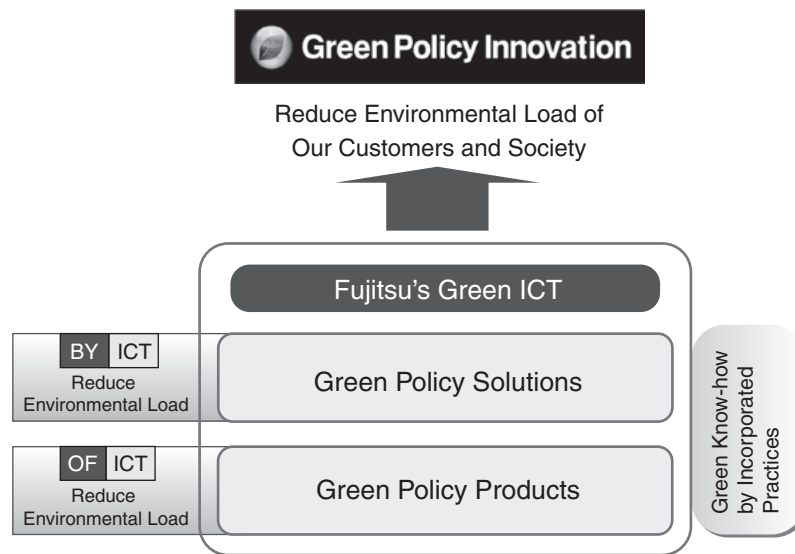 Green Policy Innovation
Reduce Environmental Load of
Our Customers and Society
Fujitsu's Green ICT
BY ICT
Reduce
Environmental Load
Green Policy Solutions
OF ICT
Reduce
Environmental Load
Green Policy Products
Green Know-how
by Incorporated
Practices